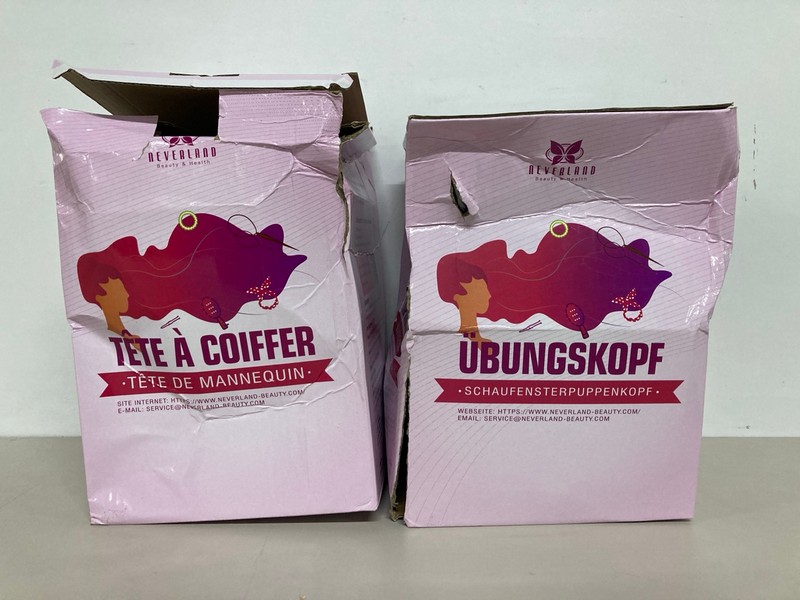 NEVERLAND
Beauty & Health
TÊTE À COIFFER
·TÊTE DE MANNEQUIN·
SITE INTERNET: HTTPS://WWW.NEVERLAND-BEAUTY.COM/
E-MAIL: SERVICE@NEVERLAND-BEAUTY.COM
NEVERLAND
Beauty & Health
ÜBUNGSKOPF
·SCHAUFENSTERPUPPENKOPF·
WEBSEITE: HTTPS://WWW.NEVERLAND-BEAUTY.COM/
EMAIL: SERVICE@NEVERLAND-BEAUTY.COM